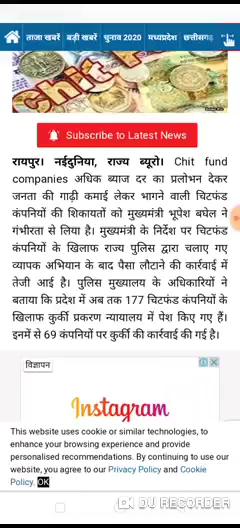 ताजा खबरें बड़ी खबरें चुनाव 2020 मध्यप्रदेश छत्तीसगढ़
Chit Fund
Subscribe to Latest News
रायपुर। नईदुनिया, राज्य ब्यूरो। Chit fund
companies अधिक ब्याज दर का प्रलोभन देकर
जनता की गाढ़ी कमाई लेकर भागने वाली चिटफंड
कंपनियों की शिकायतों को मुख्यमंत्री भूपेश बघेल ने
गंभीरता से लिया है। मुख्यमंत्री के निर्देश पर चिटफंड
कंपनियों के खिलाफ राज्य पुलिस द्वारा चलाए गए
व्यापक अभियान के बाद पैसा लौटाने की कार्रवाई में
तेजी आई है। पुलिस मुख्यालय के अधिकारियों ने
बताया कि प्रदेश में अब तक 177 चिटफंड कंपनियों के
खिलाफ कुर्की प्रकरण न्यायालय में पेश किए गए हैं।
इनमें से 69 कंपनियों पर कुर्की की कार्रवाई की गई है।
विज्ञापन
Instagram
This website uses cookie or similar technologies, to
enhance your browsing experience and provide
personalised recommendations. By continuing to use our
website, you agree to our Privacy Policy and Cookie
Policy. OK
DU RECORDER